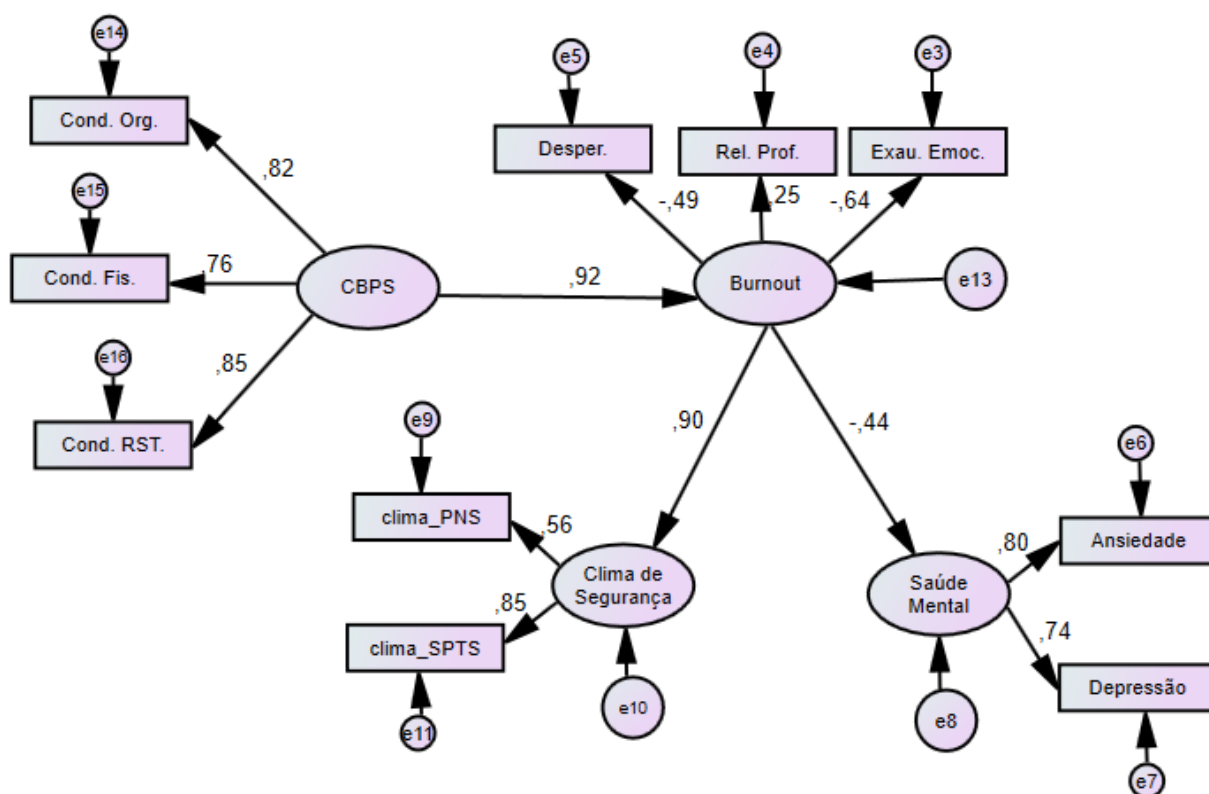 e14
Cond. Org.
,82
e15
Cond. Fis.
,76
e16
Cond. RST.
,85
CBPS
,92
e5
e4
e3
Desper.
Rel. Prof.
Exau. Emoc.
-,49
,25
-,64
Burnout
e13
,90
-,44
e9
clima_PNS
,56
clima_SPTS
,85
e11
Clima de
Segurança
e10
Saúde
Mental
e8
e6
Ansiedade
,80
,74
Depressão
e7